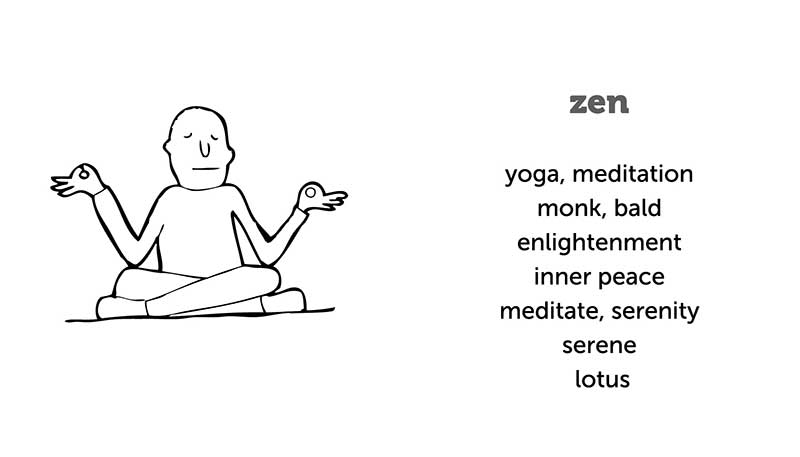 zen
yoga, meditation
monk, bald
enlightenment
inner peace
meditate, serenity
serene
lotus